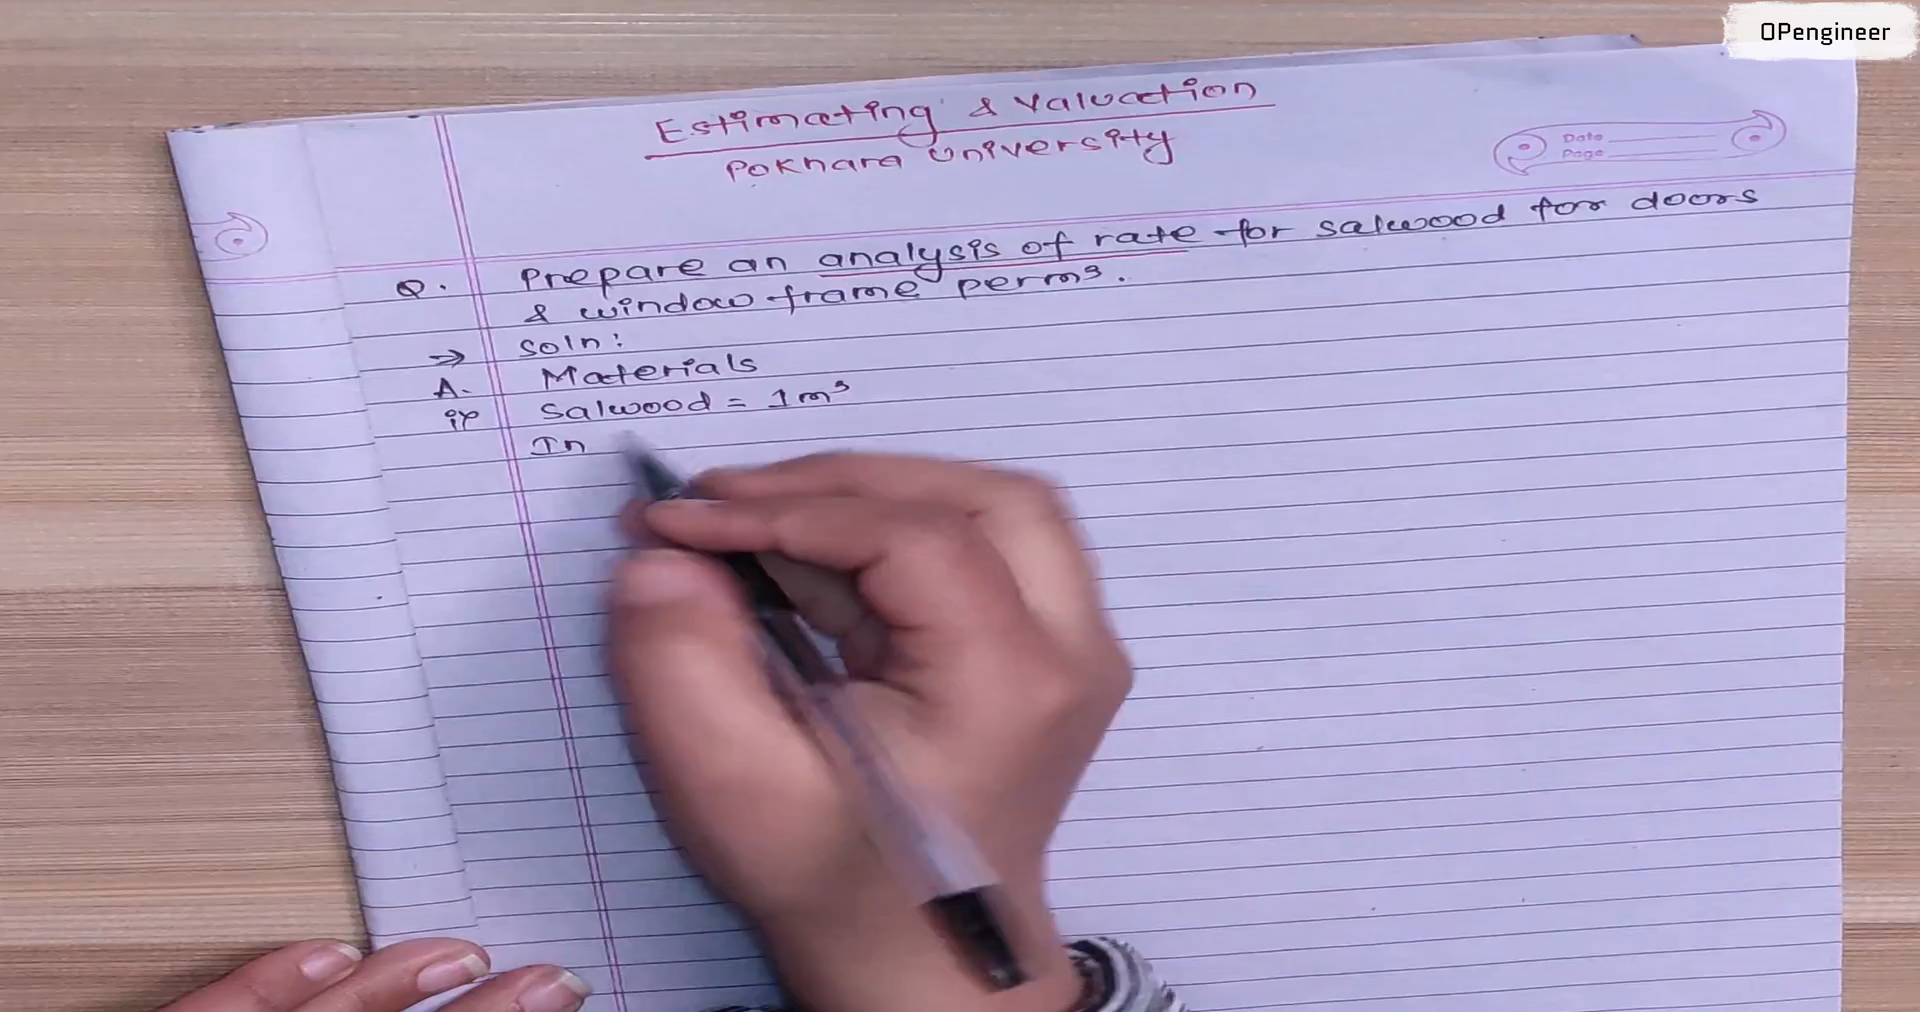 OPengineer
Estimating & Valuation
Pokhara University
Date
Page
Q. Prepare an analysis of rate for salwood for doors
& window frame per m³.
→ Soln:
A. Materials
i) Salwood = 1m³
In